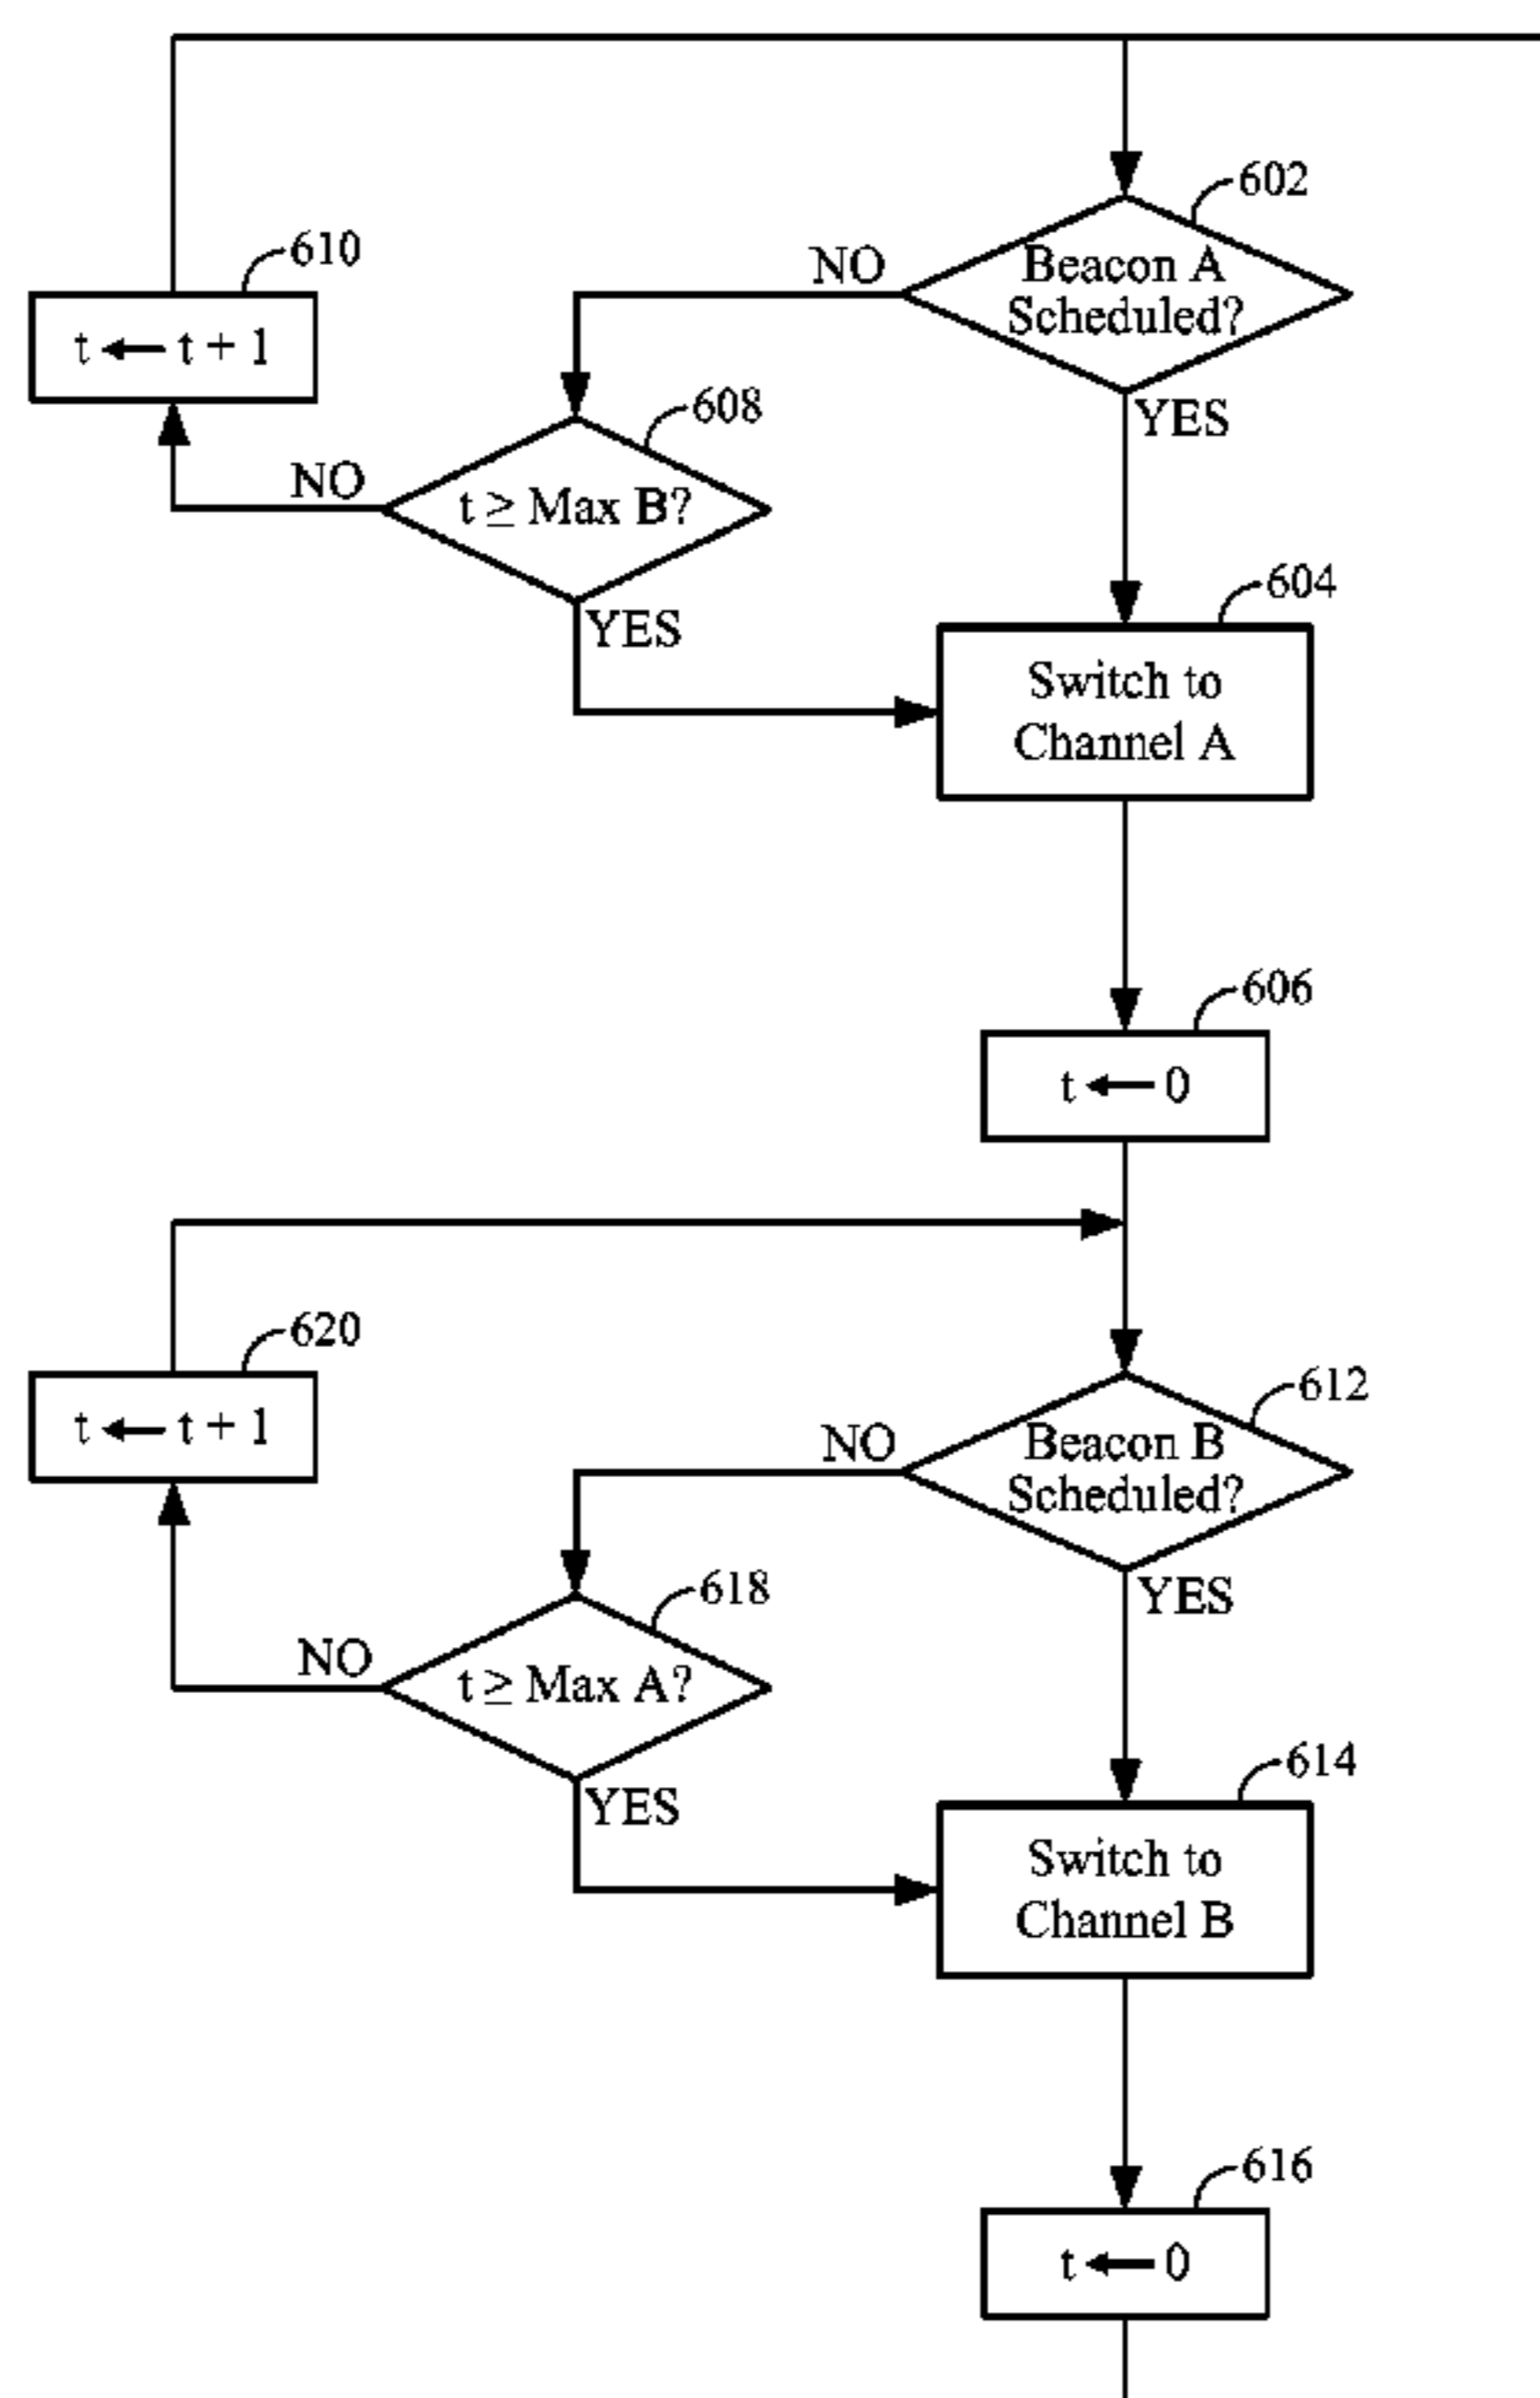 602
Beacon A
Scheduled?
NO
YES
610
t ← t + 1
608
t ≥ Max B?
NO
YES
604
Switch to
Channel A
606
t ← 0
620
t ← t + 1
612
Beacon B
Scheduled?
NO
YES
618
t ≥ Max A?
NO
YES
614
Switch to
Channel B
616
t ← 0